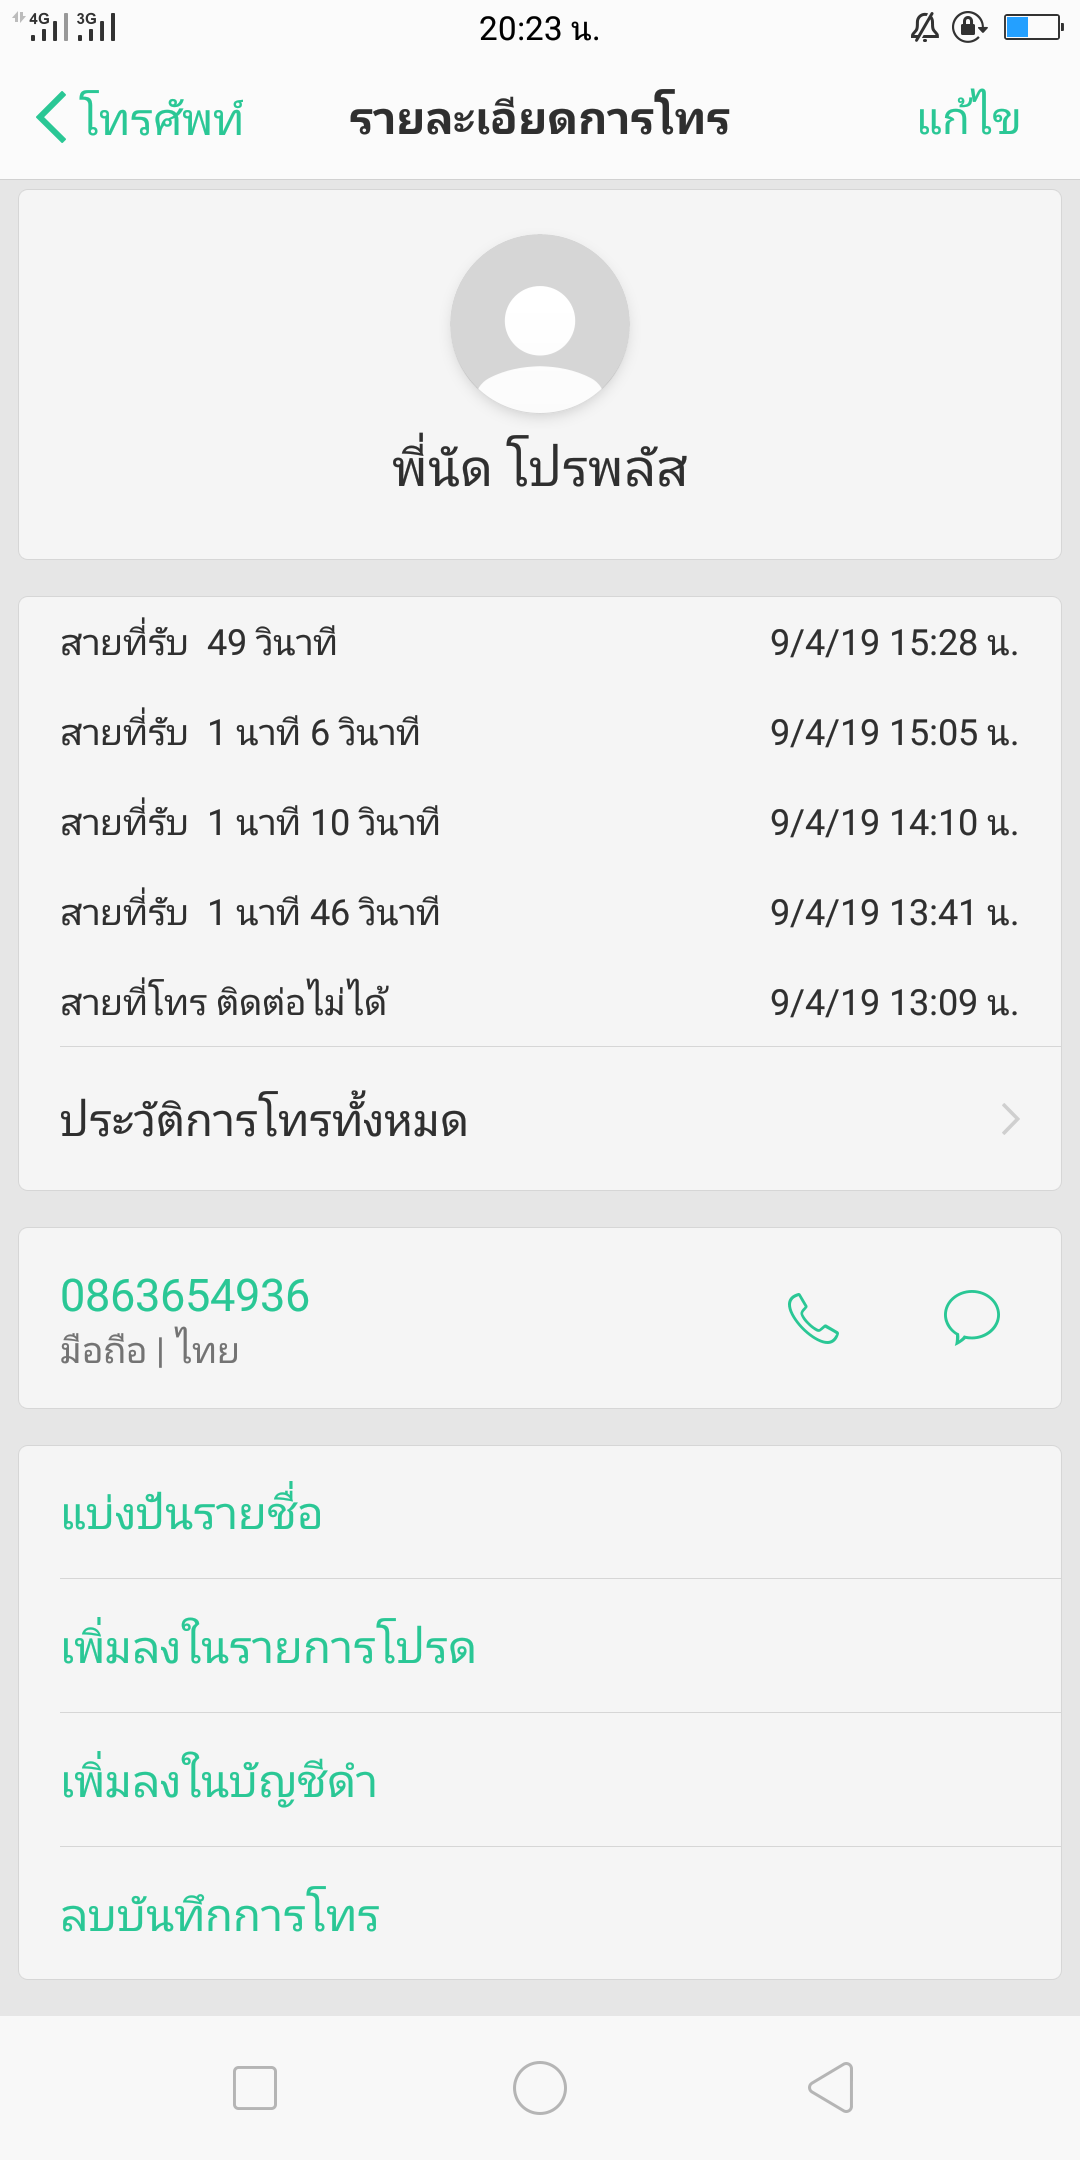 4G 3G 20:23 น.
โทรศัพท์ รายละเอียดการโทร แก้ไข
พี่นัด โปรพลัส
สายที่รับ 49 วินาที 9/4/19 15:28 น.
สายที่รับ 1 นาที 6 วินาที 9/4/19 15:05 น.
สายที่รับ 1 นาที 10 วินาที 9/4/19 14:10 น.
สายที่รับ 1 นาที 46 วินาที 9/4/19 13:41 น.
สายที่โทร ติดต่อไม่ได้ 9/4/19 13:09 น.
ประวัติการโทรทั้งหมด
0863654936
มือถือ | ไทย
แบ่งปันรายชื่อ
เพิ่มลงในรายการโปรด
เพิ่มลงในบัญชีดำ
ลบบันทึกการโทร